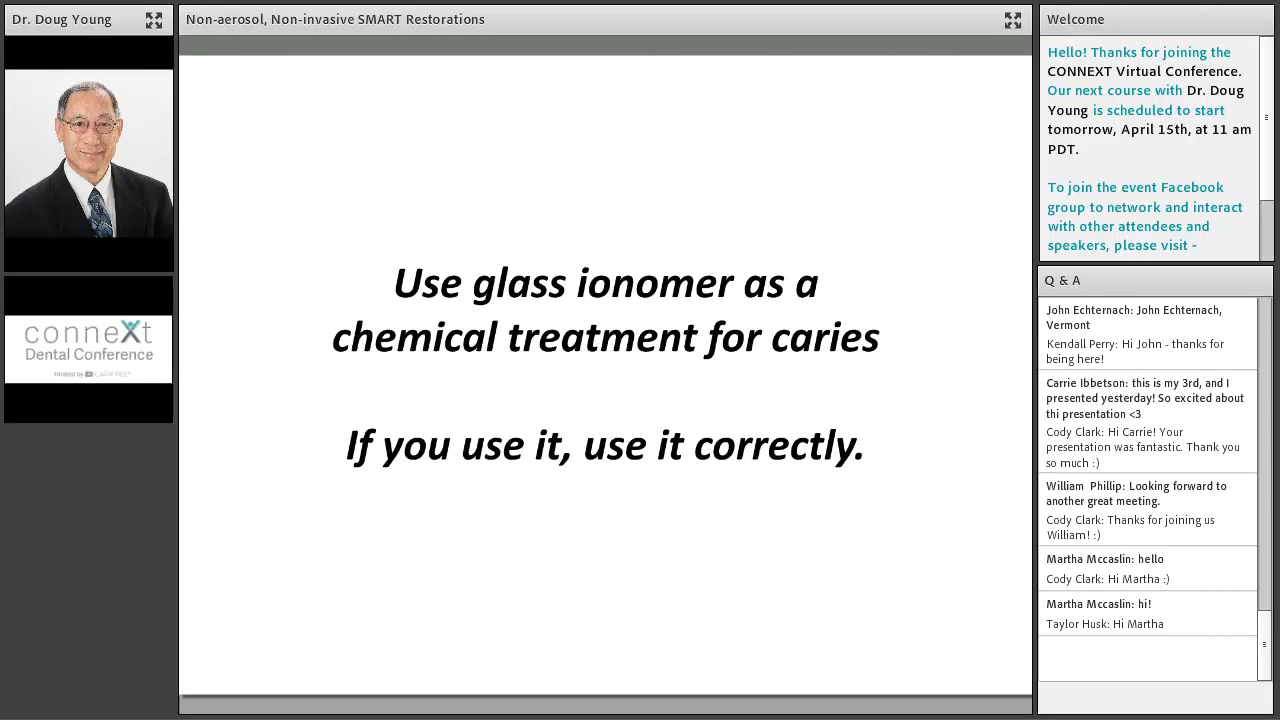 Dr. Doug Young
Non-aerosol, Non-invasive SMART Restorations
Use glass ionomer as a
chemical treatment for caries
If you use it, use it correctly.
conneXt
Dental Conference
Hosted by CARIFREE
Welcome
Hello! Thanks for joining the
CONNEXT Virtual Conference.
Our next course with Dr. Doug
Young is scheduled to start
tomorrow, April 15th, at 11 am
PDT.
To join the event Facebook
group to network and interact
with other attendees and
speakers, please visit -
Q & A
John Echternach: John Echternach,
Vermont
Kendall Perry: Hi John - thanks for
being here!
Carrie Ibbetson: this is my 3rd, and I
presented yesterday! So excited about
thi presentation <3
Cody Clark: Hi Carrie! Your
presentation was fantastic. Thank you
so much :)
William  Phillip: Looking forward to
another great meeting.
Cody Clark: Thanks for joining us
William! :)
Martha Mccaslin: hello
Cody Clark: Hi Martha :)
Martha Mccaslin: hi!
Taylor Husk: Hi Martha